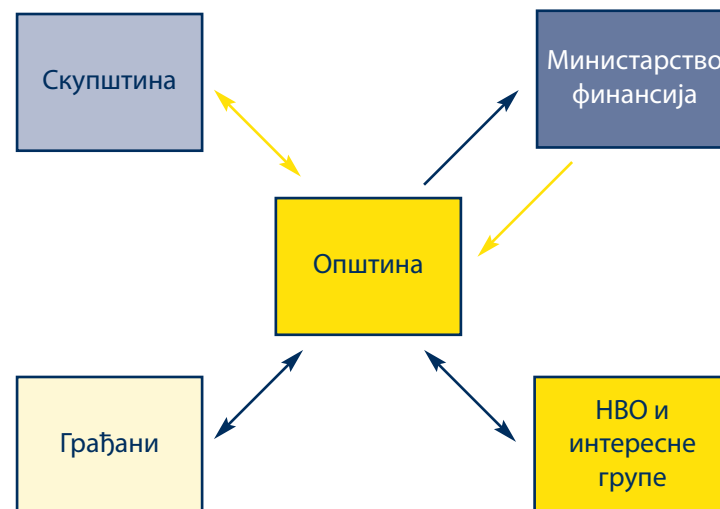 Скупштина
Министарство
финансија
Општина
Грађани
НВО и
интересне
групе